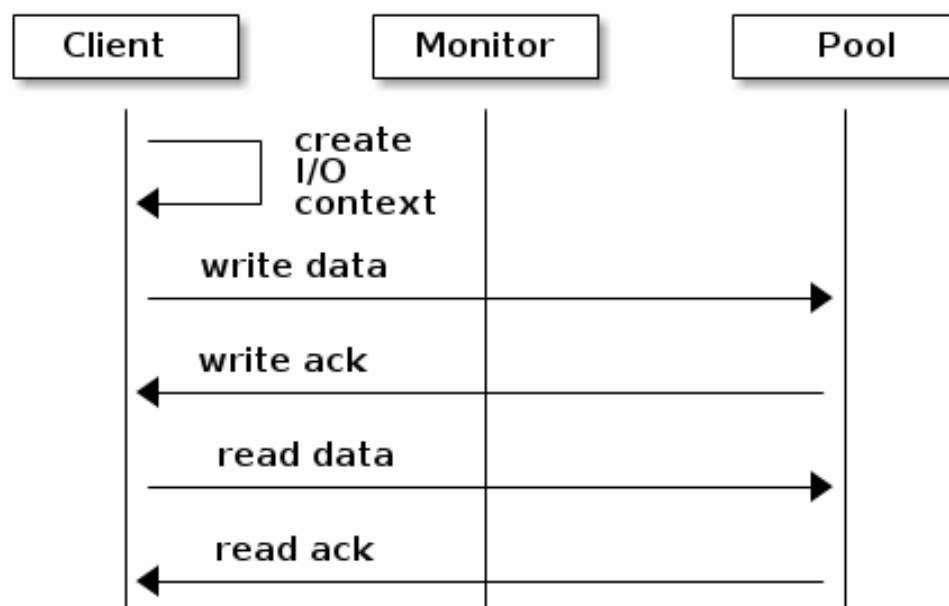 Client
Monitor
Pool
create
I/O
context
write data
write ack
read data
read ack